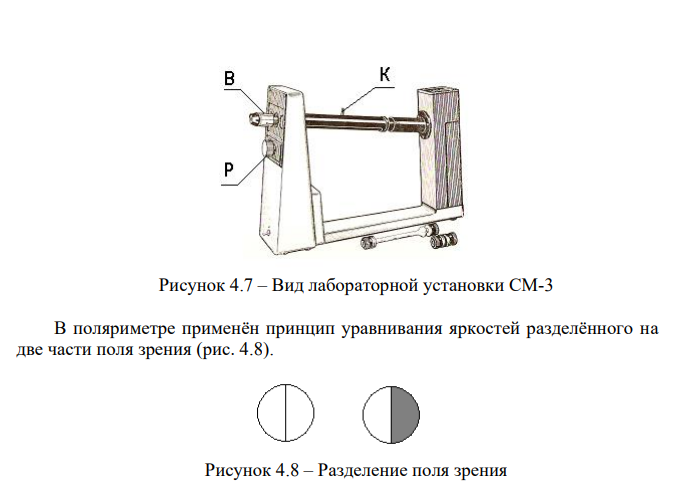 В
К
Р
Рисунок 4.7 – Вид лабораторной установки СМ-3
В поляриметре применён принцип уравнивания яркостей разделённого на
две части поля зрения (рис. 4.8).
Рисунок 4.8 – Разделение поля зрения